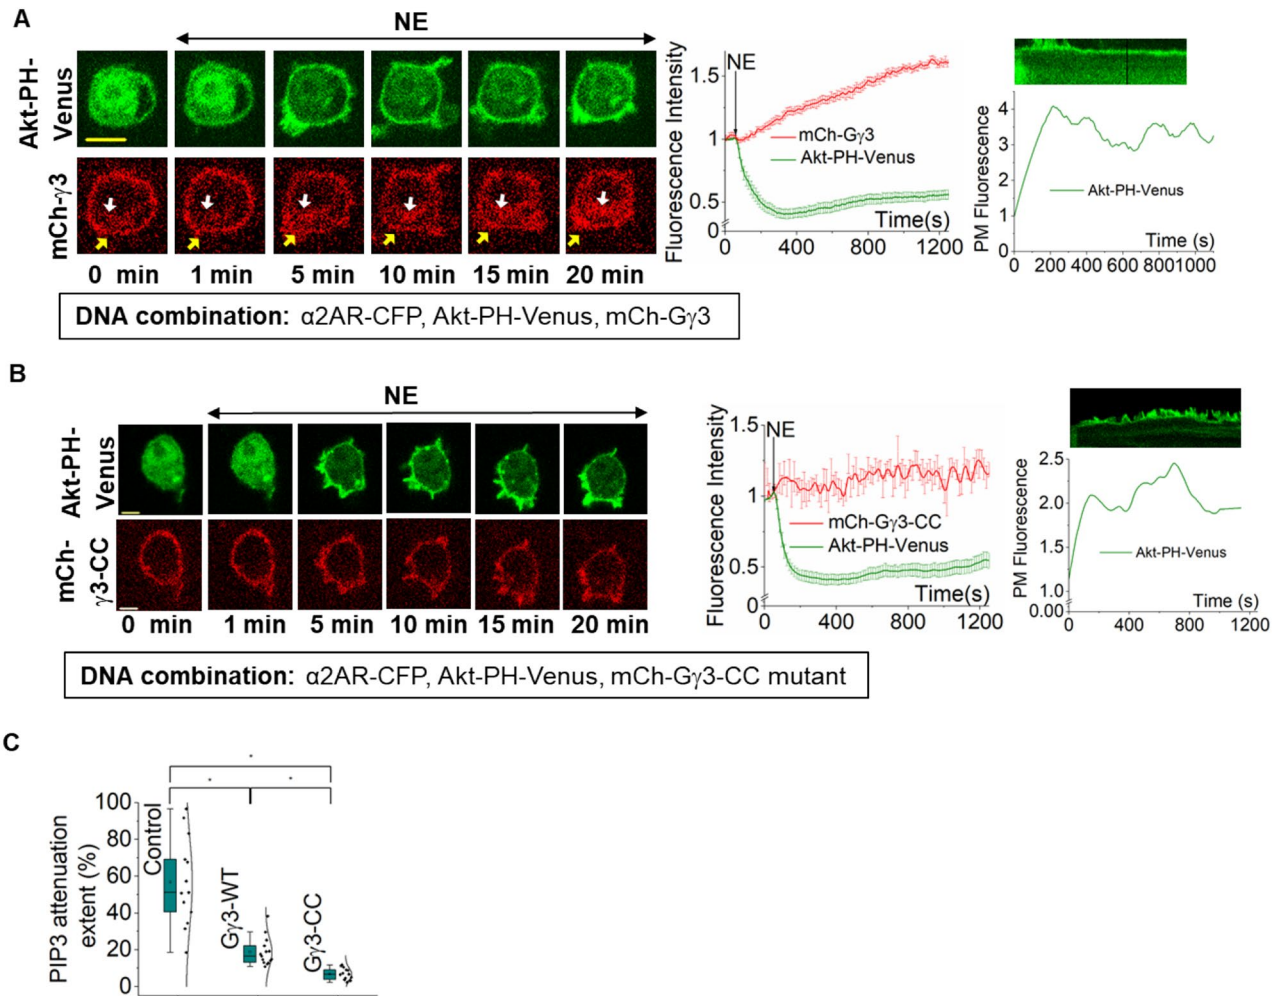 A
NE
Akt-PH-
Venus
mCh-γ3
0 min
1 min
5 min
10 min
15 min
20 min
DNA combination: α2AR-CFP, Akt-PH-Venus, mCh-Gγ3
Fluorescence Intensity
1.5
1
0.5
0
NE
mCh-Gγ3
Akt-PH-Venus
Time(s)
0 400 800 1200
PM Fluorescence
4
3
2
1
0
Akt-PH-Venus
Time (s)
0 200 400 600 8001000
B
NE
Akt-PH-
Venus
mCh-
γ3-CC
0 min
1 min
5 min
10 min
15 min
20 min
DNA combination: α2AR-CFP, Akt-PH-Venus, mCh-Gγ3-CC mutant
Fluorescence Intensity
1.5
1
0.5
0
NE
mCh-Gγ3-CC
Akt-PH-Venus
Time(s)
0 400 800 1200
PM Fluorescence
2.5
2.0
1.5
1.0
0.00
Akt-PH-Venus
Time (s)
0 400 800 1200
C
PIP3 attenuation
extent (%)
100
80
60
40
20
0
Control
Gγ3-WT
Gγ3-CC
* * *